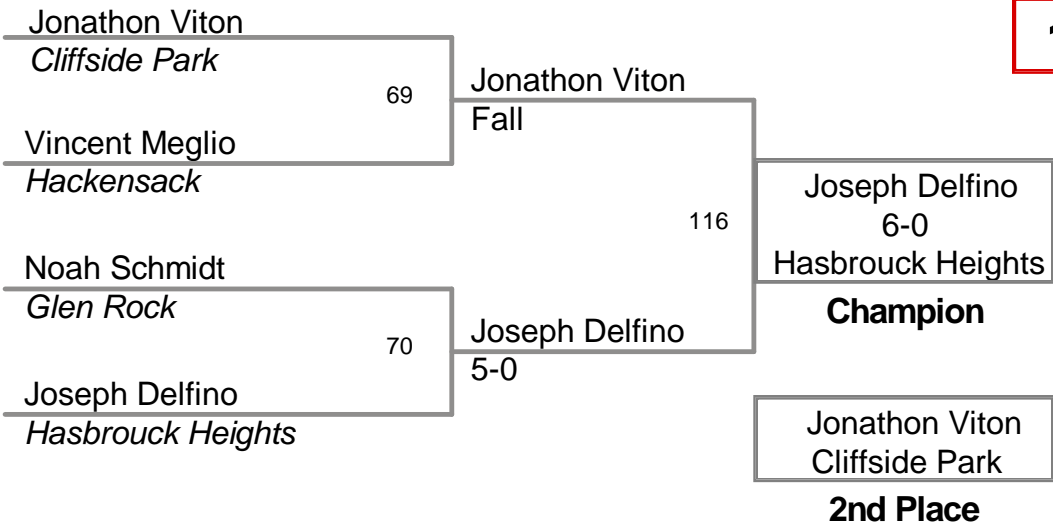 Jonathon Viton
Cliffside Park
69
Jonathon Viton
Fall
Vincent Meglio
Hackensack
116
Joseph Delfino
6-0
Hasbrouck Heights
Champion
Noah Schmidt
Glen Rock
70
Joseph Delfino
5-0
Joseph Delfino
Hasbrouck Heights
Jonathon Viton
Cliffside Park
2nd Place